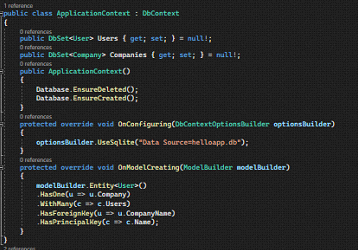 1 reference
public class ApplicationContext : DbContext
{
0 references
public DbSet<User> Users { get; set; } = null!;
0 references
public DbSet<Company> Companies { get; set; } = null!;
0 references
public ApplicationContext()
{
Database.EnsureDeleted();
Database.EnsureCreated();
}
0 references
protected override void OnConfiguring(DbContextOptionsBuilder optionsBuilder)
{
optionsBuilder.UseSqlite("Data Source=helloapp.db");
}
0 references
protected override void OnModelCreating(ModelBuilder modelBuilder)
{
modelBuilder.Entity<User>()
.HasOne(u => u.Company)
.WithMany(c => c.Users)
.HasForeignKey(u => u.CompanyName)
.HasPrincipalKey(c => c.Name);
}
}